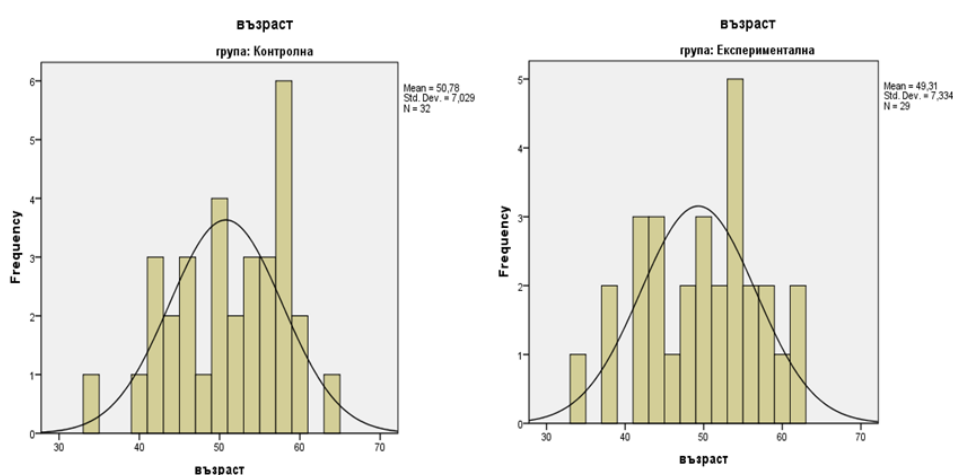 възраст
група: Контролна
Mean = 50,78
Std. Dev. = 7,029
N = 32
Frequency
6
5
4
3
2
1
0
30 40 50 60 70
възраст
възраст
група: Експериментална
Mean = 49,31
Std. Dev. = 7,334
N = 29
Frequency
5
4
3
2
1
0
30 40 50 60 70
възраст